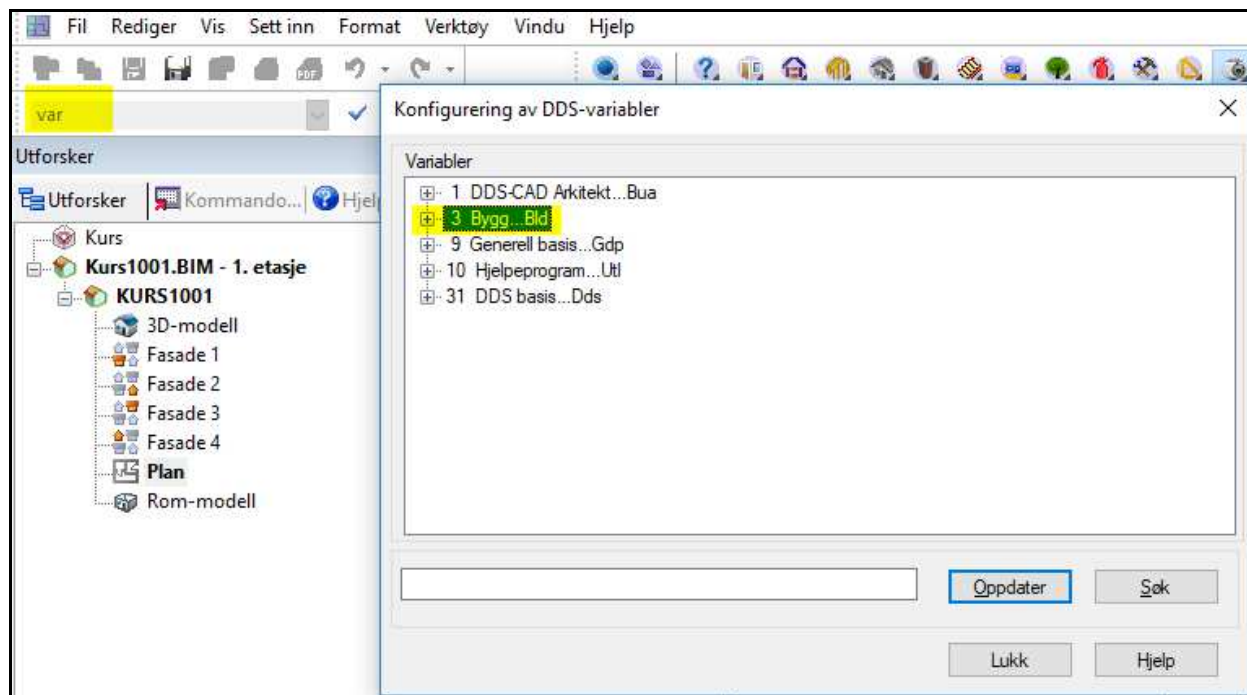 Fil Rediger Vis Sett inn Format Verktøy Vindu Hjelp
PDF
var
Utforsker
Utforsker Kommando... Hjel
Kurs
Kurs1001.BIM - 1. etasje
KURS1001
3D-modell
Fasade 1
Fasade 2
Fasade 3
Fasade 4
Plan
Rom-modell
Konfigurering av DDS-variabler
Variabler
1 DDS-CAD Arkitekt...Bua
3 Bygg...Bld
9 Generell basis...Gdp
10 Hjelpeprogram...Utl
31 DDS basis...Dds
Oppdater Søk
Lukk Hjelp